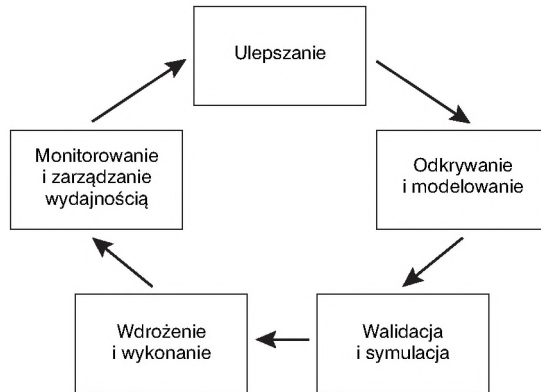 Ulepszanie
Odkrywanie
i modelowanie
Walidacja
i symulacja
Wdrożenie
i wykonanie
Monitorowanie
i zarządzanie
wydajnością